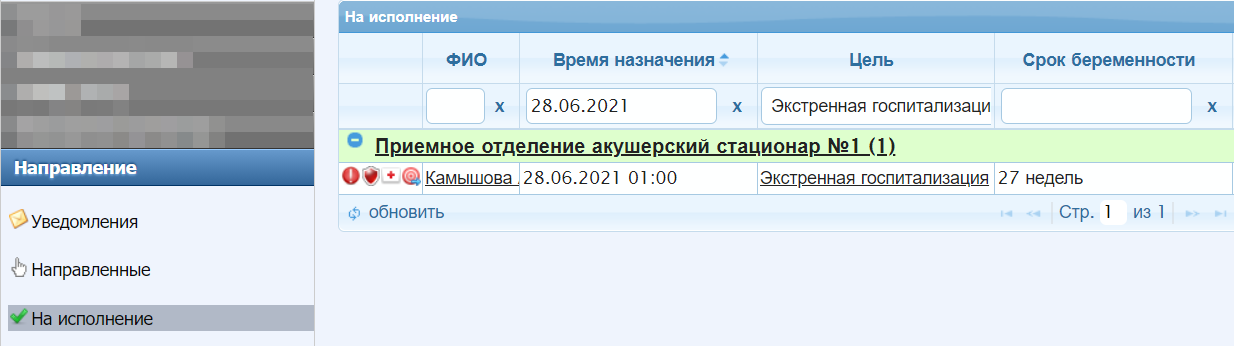 Направление
Уведомления
Направленные
На исполнение
На исполнение
ФИО Время назначения Цель Срок беременности
x 28.06.2021 x Экстренная госпитализаци x
Приемное отделение акушерский стационар №1 (1)
Камышова 28.06.2021 01:00 Экстренная госпитализация 27 недель
обновить Стр. 1 из 1